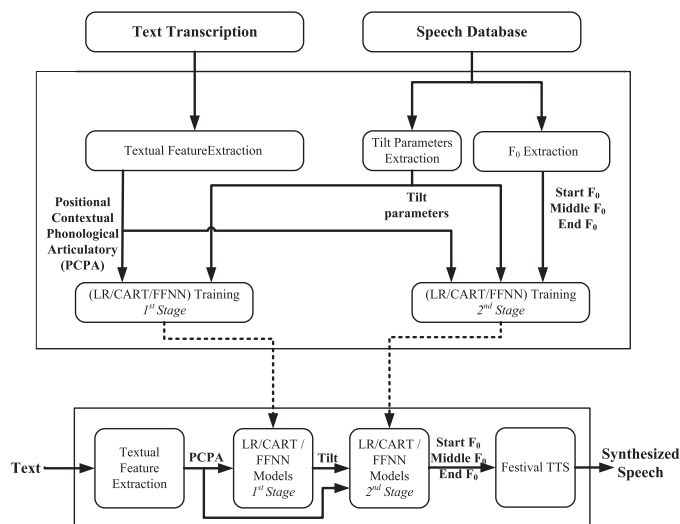 Text Transcription
Speech Database
Textual FeatureExtraction
Tilt Parameters
Extraction
F₀ Extraction
Positional
Contextual
Phonological
Articulatory
(PCPA)
Tilt
parameters
Start F₀
Middle F₀
End F₀
(LR/CART/FFNN) Training
1st Stage
(LR/CART/FFNN) Training
2nd Stage
Text
Textual
Feature
Extraction
PCPA
LR/CART /
FFNN
Models
1st Stage
Tilt
LR/CART /
FFNN
Models
2nd Stage
Start F₀
Middle F₀
End F₀
Festival TTS
Synthesized
Speech